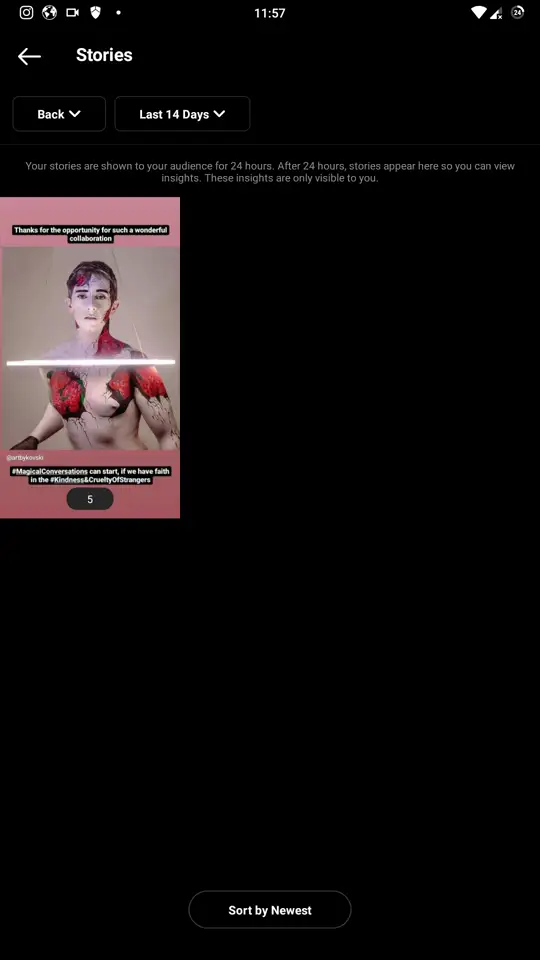 11:57
24
Stories
Back
Last 14 Days
Your stories are shown to your audience for 24 hours. After 24 hours, stories appear here so you can view
insights. These insights are only visible to you.
Thanks for the opportunity for such a wonderful
collaboration
@artbykovski
#MagicalConversations can start, if we have faith
in the #Kindness&CrueltyOfStrangers
5
Sort by Newest